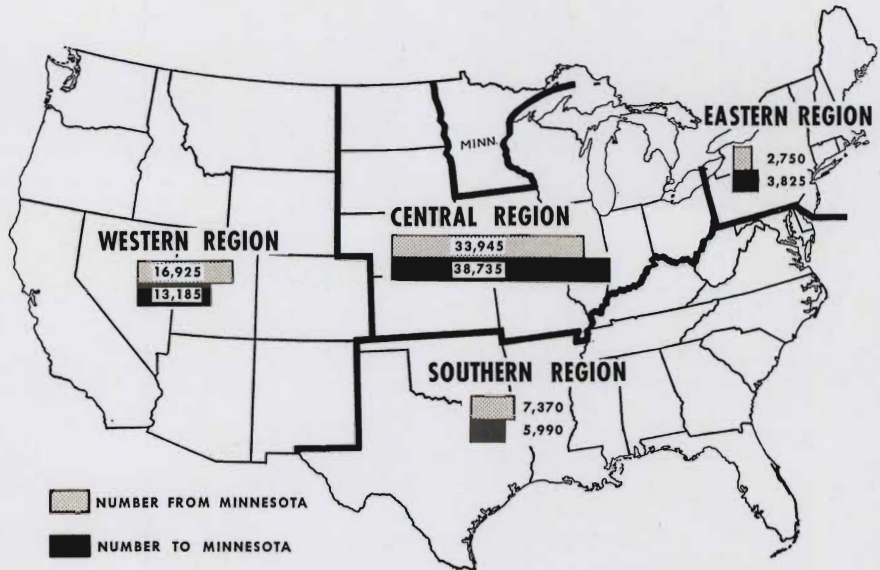 MINN.
EASTERN REGION
2,750
3,825
CENTRAL REGION
33,945
38,735
WESTERN REGION
16,925
13,185
SOUTHERN REGION
7,370
5,990
NUMBER FROM MINNESOTA
NUMBER TO MINNESOTA